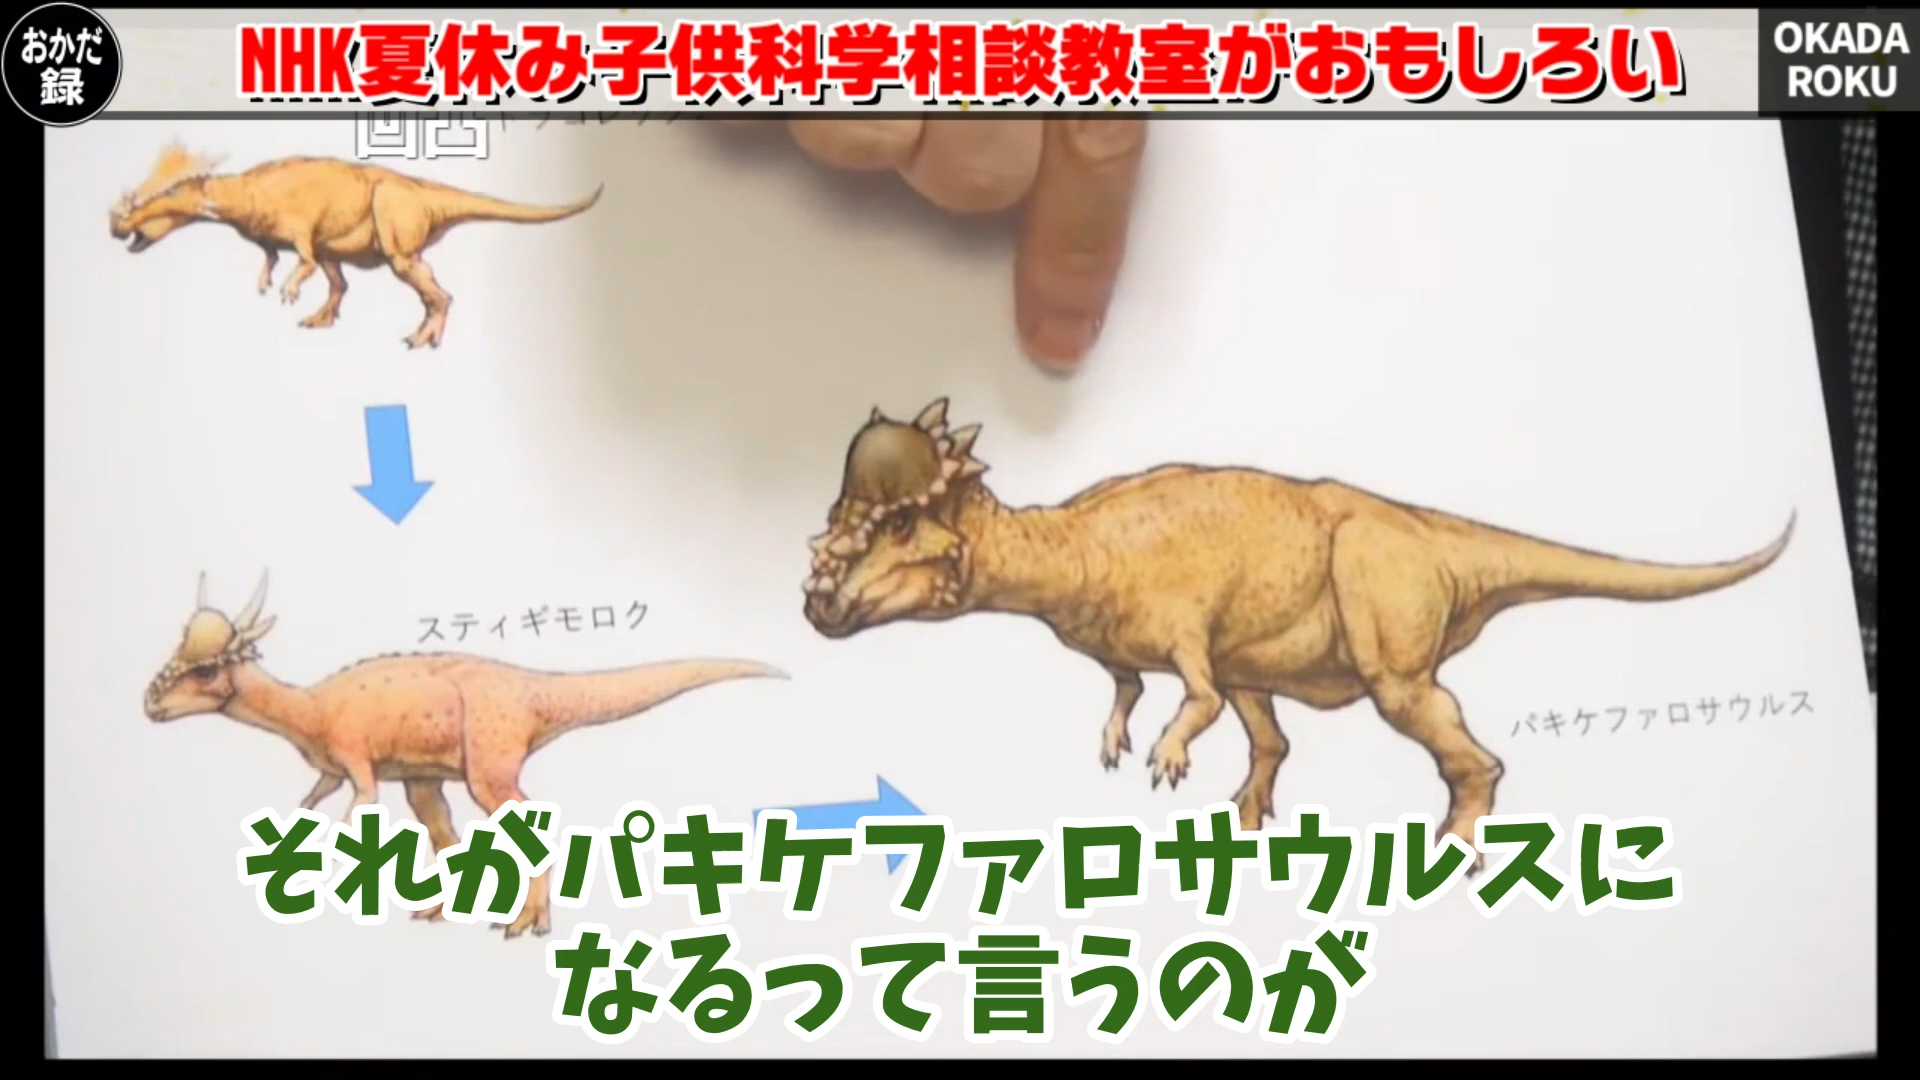 おかだ
録
NHK夏休み子供科学相談教室がおもしろい
OKADA
ROKU
凹凸
スティギモロク
パキケファロサウルス
それがパキケファロサウルスに
なるって言うのが